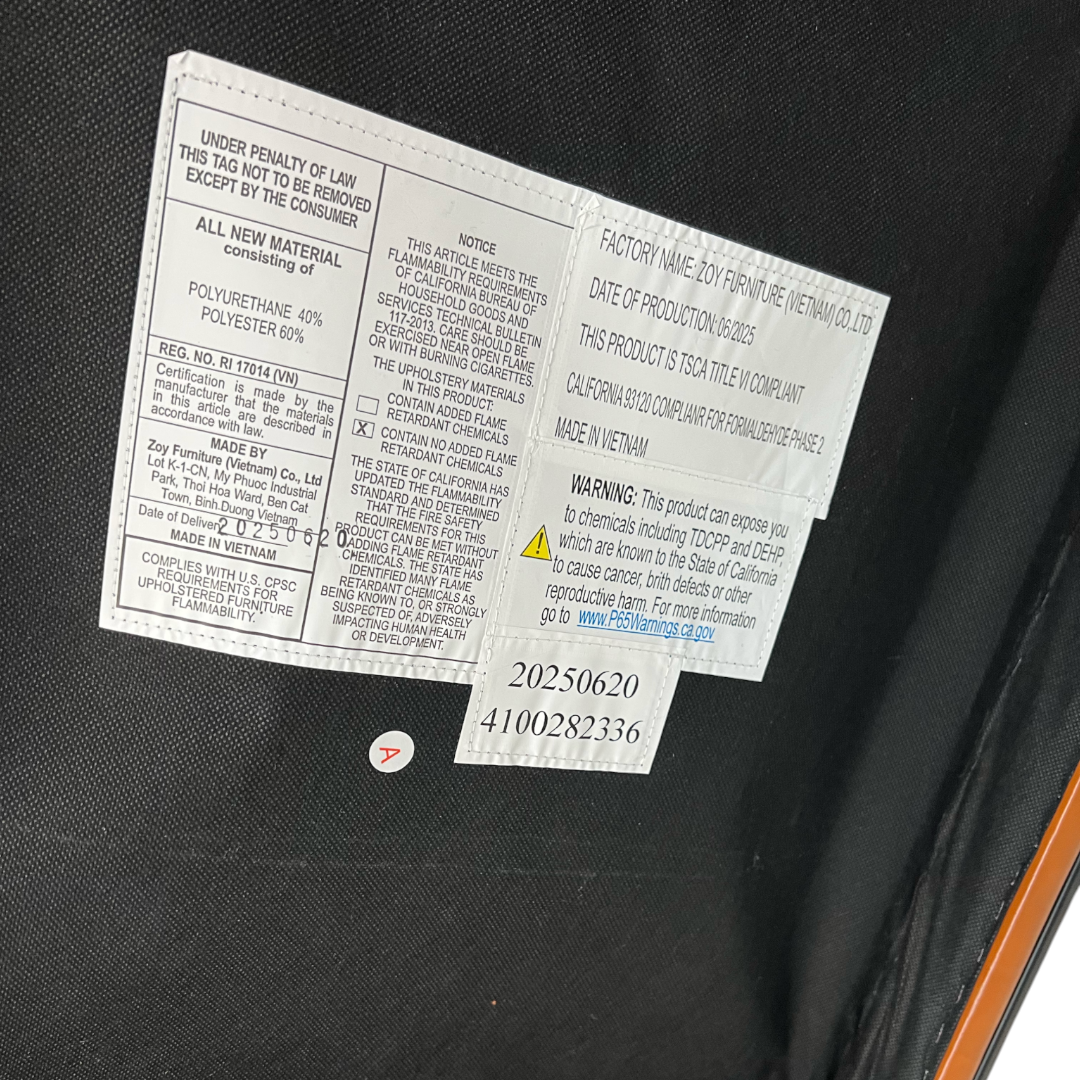 UNDER PENALTY OF LAW
THIS TAG NOT TO BE REMOVED
EXCEPT BY THE CONSUMER
ALL NEW MATERIAL
consisting of
POLYURETHANE 40%
POLYESTER 60%
REG. NO. RI 17014 (VN)
Certification is made by the
manufacturer that the materials
in this article are described in
accordance with law.
MADE BY
Zoy Furniture (Vietnam) Co., Ltd
Lot K-1-CN, My Phuoc Industrial
Park, Thoi Hoa Ward, Ben Cat
Town, Binh.Duong Vietnam
Date of Delivery 20250620
MADE IN VIETNAM
COMPLIES WITH U.S. CPSC
REQUIREMENTS FOR
UPHOLSTERED FURNITURE
FLAMMABILITY.
NOTICE
THIS ARTICLE MEETS THE
FLAMMABILITY REQUIREMENTS
OF CALIFORNIA BUREAU OF
HOUSEHOLD GOODS AND
SERVICES TECHNICAL BULLETIN
117-2013. CARE SHOULD BE
EXERCISED NEAR OPEN FLAME
OR WITH BURNING CIGARETTES.
THE UPHOLSTERY MATERIALS
IN THIS PRODUCT:
CONTAIN ADDED FLAME
RETARDANT CHEMICALS
X CONTAIN NO ADDED FLAME
RETARDANT CHEMICALS
THE STATE OF CALIFORNIA HAS
UPDATED THE FLAMMABILITY
STANDARD AND DETERMINED
THAT THE FIRE SAFETY
REQUIREMENTS FOR THIS
PRODUCT CAN BE MET WITHOUT
ADDING FLAME RETARDANT
CHEMICALS. THE STATE HAS
IDENTIFIED MANY FLAME
RETARDANT CHEMICALS AS
BEING KNOWN TO, OR STRONGLY
SUSPECTED OF, ADVERSELY
IMPACTING HUMAN HEALTH
OR DEVELOPMENT.
FACTORY NAME: ZOY FURNITURE (VIETNAM) CO.,LTD
DATE OF PRODUCTION: 06/2025
THIS PRODUCT IS TSCA TITLE VI COMPLIANT
CALIFORNIA 93120 COMPLIANR FOR FORMALDEHYDE PHASE 2
MADE IN VIETNAM
WARNING: This product can expose you
to chemicals including TDCPP and DEHP,
which are known to the State of California
to cause cancer, brith defects or other
reproductive harm. For more information
go to www.P65Warnings.ca.gov
20250620
4100282336
A